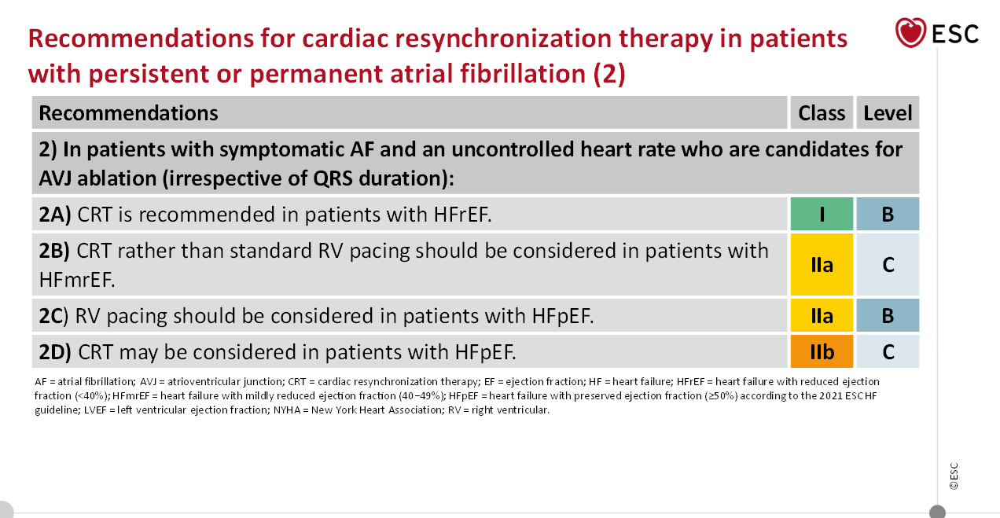 Recommendations for cardiac resynchronization therapy in patients
with persistent or permanent atrial fibrillation (2)
ESC
Recommendations Class Level
2) In patients with symptomatic AF and an uncontrolled heart rate who are candidates for
AVJ ablation (irrespective of QRS duration):
2A) CRT is recommended in patients with HFrEF. I B
2B) CRT rather than standard RV pacing should be considered in patients with
HFmrEF. IIa C
2C) RV pacing should be considered in patients with HFpEF. IIa B
2D) CRT may be considered in patients with HFpEF. IIb C
AF = atrial fibrillation; AVJ = atrioventricular junction; CRT = cardiac resynchronization therapy; EF = ejection fraction; HF = heart failure; HFrEF = heart failure with reduced ejection
fraction (<40%); HFmrEF = heart failure with mildly reduced ejection fraction (40–49%); HFpEF = heart failure with preserved ejection fraction (≥50%) according to the 2021 ESC HF
guideline; LVEF = left ventricular ejection fraction; NYHA = New York Heart Association; RV = right ventricular.
©ESC